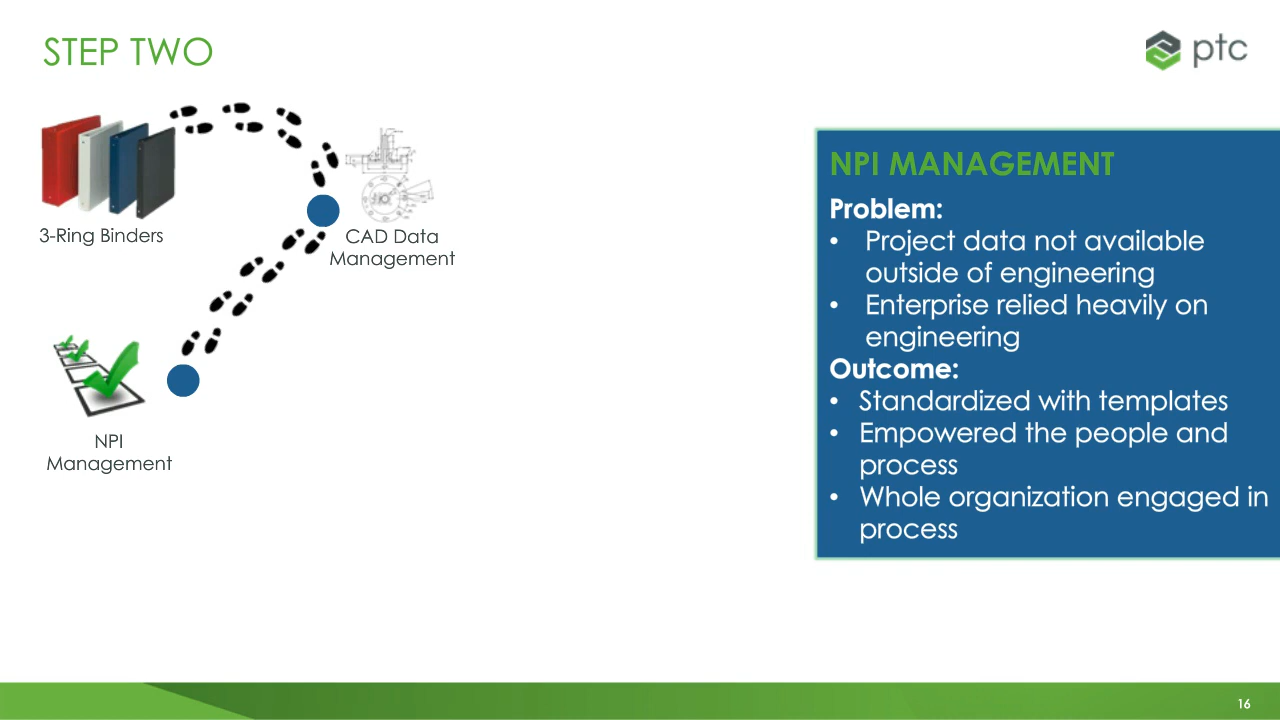 STEP TWO
ptc
3-Ring Binders
CAD Data
Management
NPI
Management
NPI MANAGEMENT
Problem:
• Project data not available
outside of engineering
• Enterprise relied heavily on
engineering
Outcome:
• Standardized with templates
• Empowered the people and
process
• Whole organization engaged in
process
16